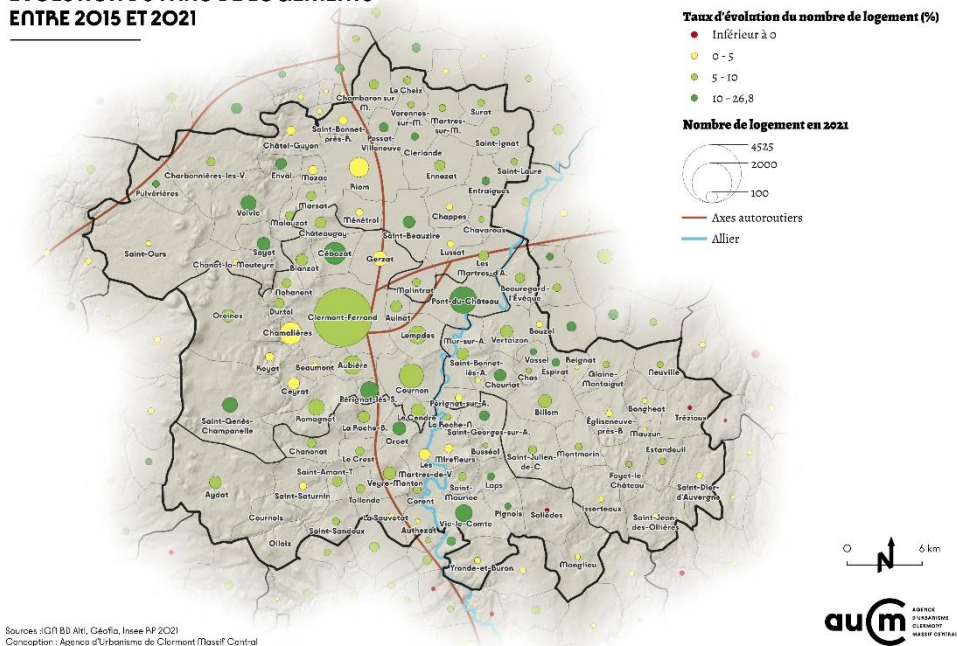 ENTRE 2015 ET 2021
Taux d'évolution du nombre de logement (%)
Inférieur à 0
0 - 5
5 - 10
10 - 26,8
Nombre de logement en 2021
4525
2000
100
Axes autoroutiers
Allier
Le Cheix
Chambaron sur
M.
Varennes-
sur-M.
Martres-
sur-M.
Surat
Saint-Bonnet-
près-R.
Pessat-
Villeneuve
Clerlande
Saint-Ignat
Châtel-Guyon
Charbonnières-les-V.
Enval
Mozac
Riom
Ennezat
Saint-Laure
Pulvérières
Entraigues
Volvic
Marsat
Ménétrol
Chappes
Malauzat
Châteaugay
Saint-Beauzire
Chavaroux
Saint-Ours
Sayat
Cébazat
Gerzat
Lussat
Chanat-la-Mouteyre
Blanzat
Les
Martres-d'A.
Nohanent
Malintrat
Beauregard-
l'Évêque
Durtol
Pont-du-Château
Orcines
Clermont-Ferrand
Aulnat
Chamalières
Lempdes
Mur-sur-A.
Vertaizon
Bouzel
Royat
Beaumont
Aubière
Saint-Bonnet-
lès-A.
Vassel
Reignat
Chas
Espirat
Glaine-
Montaigut
Neuville
Ceyrat
Cournon
Chauriat
Pérignat-lès-S.
Pérignat-sur-A.
Saint-Genès-
Champanelle
Romagnat
Le Cendre
Billom
Bongheat
Trézioux
La Roche-B.
Orcet
La Roche-N.
Saint-Georges-sur-A.
Égliseneuve-
près-B.
Mauzun
Estandeuil
Chanonat
Le Crest
Les
Martres-de-V.
Mirefleurs
Busséol
Saint-Julien-
de-C.
Montmorin
Fayet-le-
Château
Saint-Dier-
d'Auvergne
Aydat
Saint-Amant-T.
Saint-Saturnin
Tallende
Veyre-Monton
Corent
Saint-
Maurice
Laps
Isserteaux
Cournols
Saint-Sandoux
La Sauvetat
Authezat
Vic-le-Comte
Pignols
Sallèdes
Saint-Jean-
des-Ollières
Olloix
Yronde-et-Buron
Manglieu
0
N
6 km
Sources : IGN BD Alti, Géofla, Insee RP 2021
Conception : Agence d'Urbanisme de Clermont Massif Central
auCm
AGENCE
D'URBANISME
CLERMONT
MASSIF CENTRAL